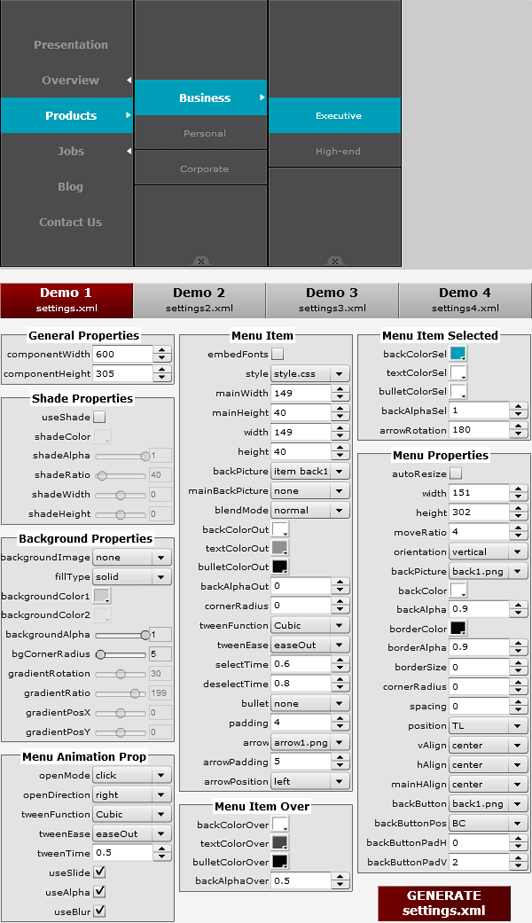 Presentation
Overview
Products
Jobs
Blog
Contact Us
Business
Personal
Corporate
Executive
High-end
Demo 1
settings.xml
Demo 2
settings2.xml
Demo 3
settings3.xml
Demo 4
settings4.xml
General Properties
componentWidth 600
componentHeight 305
Shade Properties
useShade
shadeColor
shadeAlpha 1
shadeRatio 40
shadeWidth 0
shadeHeight 0
Background Properties
backgroundImage none
fillType solid
backgroundColor1
backgroundColor2
backgroundAlpha 1
bgCornerRadius 5
gradientRotation 30
gradientRatio 199
gradientPosX 0
gradientPosY 0
Menu Animation Prop
openMode click
openDirection right
tweenFunction Cubic
tweenEase easeOut
tweenTime 0.5
useSlide
useAlpha
useBlur
Menu Item
embedFonts
style style.css
mainWidth 149
mainHeight 40
width 149
height 40
backPicture item back1
mainBackPicture none
blendMode normal
backColorOut
textColorOut
bulletColorOut
backAlphaOut 0
cornerRadius 0
tweenFunction Cubic
tweenEase easeOut
selectTime 0.6
deselectTime 0.8
bullet none
padding 4
arrow arrow1.png
arrowPadding 5
arrowPosition left
Menu Item Over
backColorOver
textColorOver
bulletColorOver
backAlphaOver 0.5
Menu Item Selected
backColorSel
textColorSel
bulletColorSel
backAlphaSel 1
arrowRotation 180
Menu Properties
autoResize
width 151
height 302
moveRatio 4
orientation vertical
backPicture back1.png
backColor
backAlpha 0.9
borderColor
borderAlpha 0.9
borderSize 0
cornerRadius 0
spacing 0
position TL
vAlign center
hAlign center
mainHAlign center
backButton back1.png
backButtonPos BC
backButtonPadH 0
backButtonPadV 2
GENERATE
settings.xml